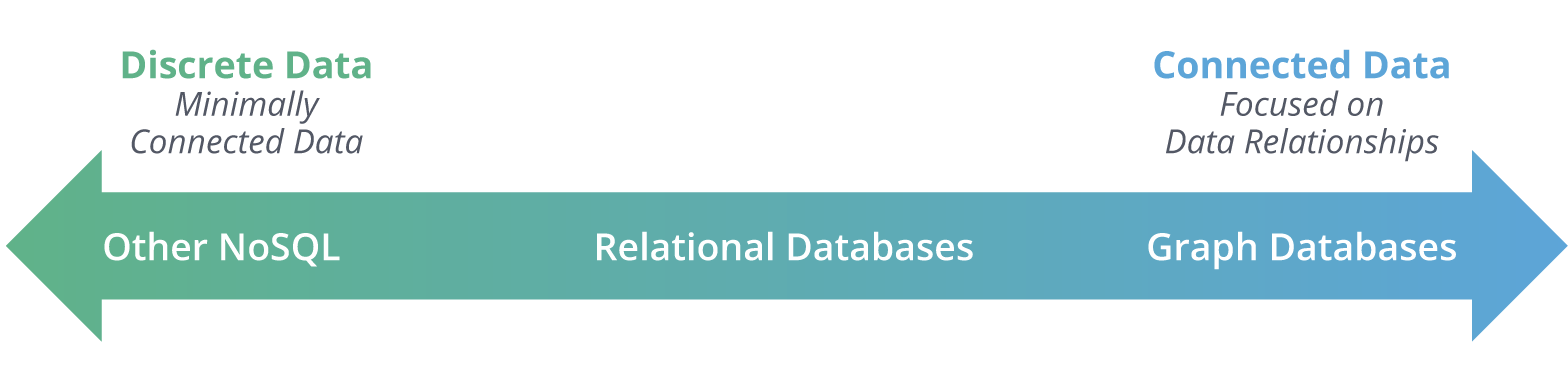 Discrete Data
Minimally
Connected Data
Connected Data
Focused on
Data Relationships
Other NoSQL
Relational Databases
Graph Databases